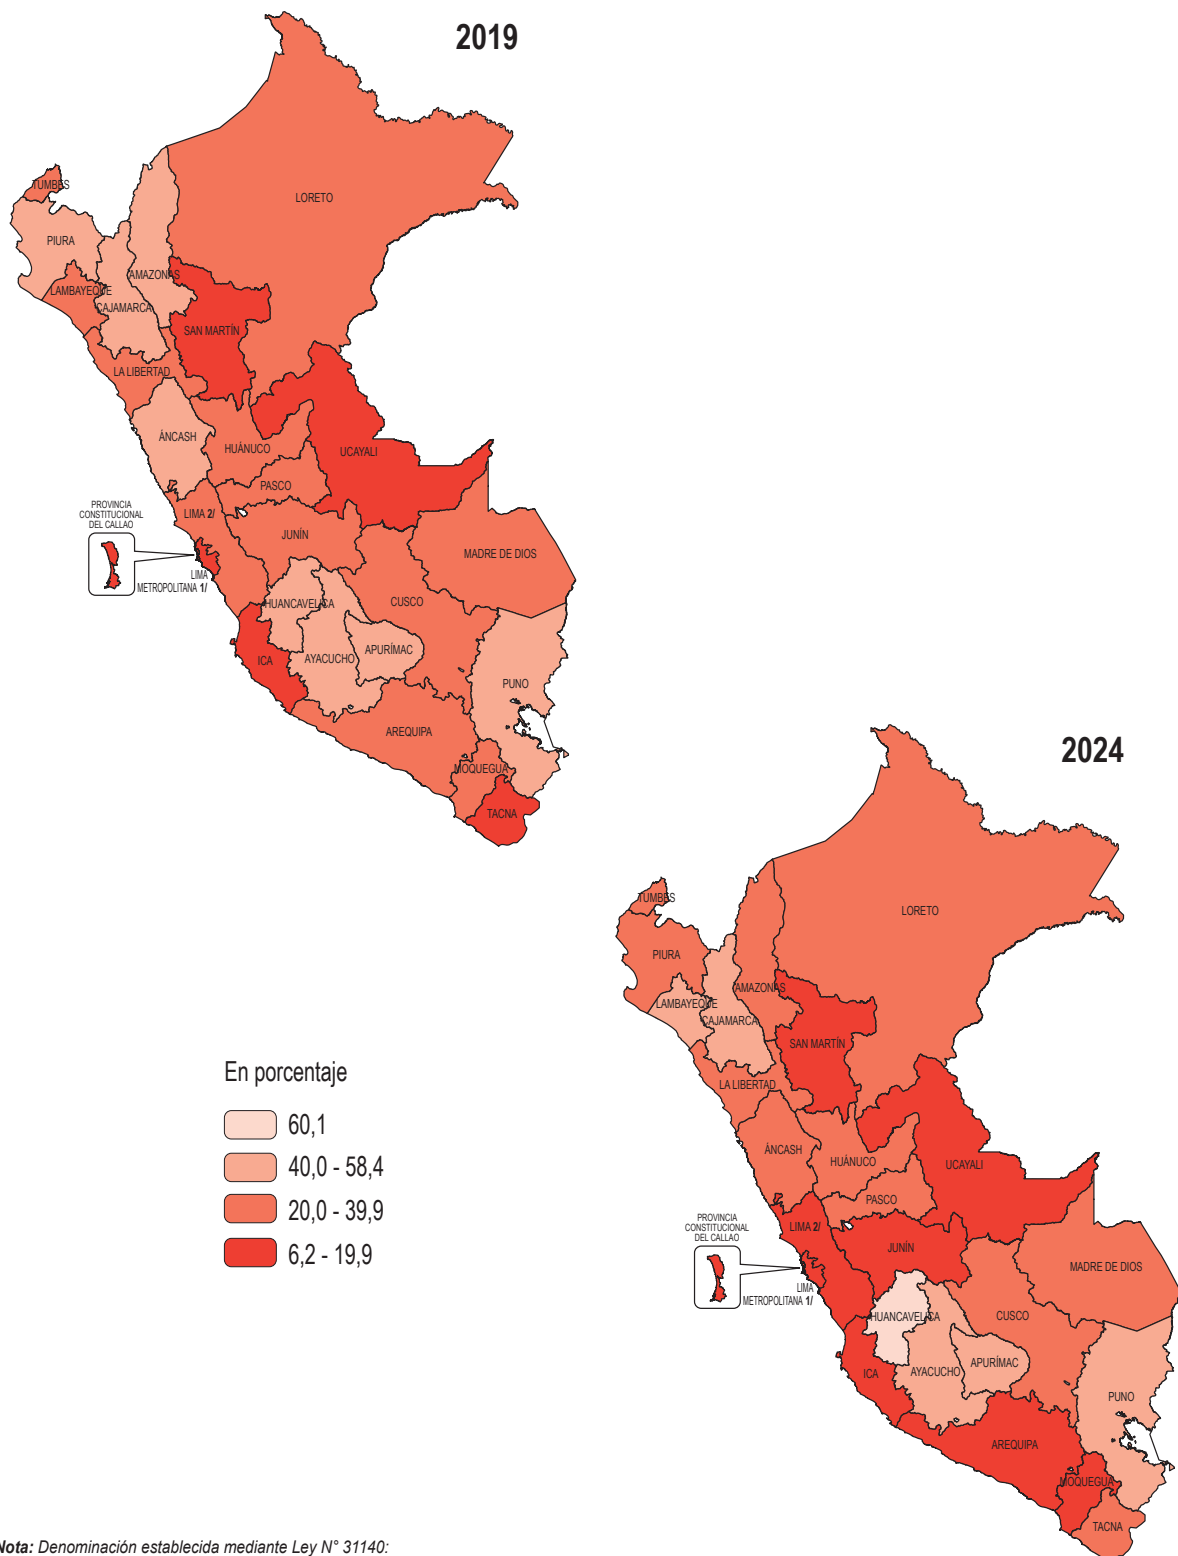 2019
TUMBES
LORETO
PIURA
AMAZONAS
LAMBAYEQUE
CAJAMARCA
SAN MARTÍN
LA LIBERTAD
ÁNCASH
HUÁNUCO
UCAYALI
PASCO
PROVINCIA
CONSTITUCIONAL
DEL CALLAO
LIMA 2/
JUNÍN
MADRE DE DIOS
LIMA
METROPOLITANA 1/
HUANCAVELICA
CUSCO
APURÍMAC
ICA
AYACUCHO
PUNO
AREQUIPA
MOQUEGUA
TACNA
2024
TUMBES
LORETO
PIURA
AMAZONAS
LAMBAYEQUE
CAJAMARCA
SAN MARTÍN
LA LIBERTAD
ÁNCASH
HUÁNUCO
UCAYALI
PASCO
PROVINCIA
CONSTITUCIONAL
DEL CALLAO
LIMA 2/
JUNÍN
MADRE DE DIOS
LIMA
METROPOLITANA 1/
HUANCAVELICA
CUSCO
APURÍMAC
ICA
AYACUCHO
PUNO
AREQUIPA
MOQUEGUA
TACNA
En porcentaje
60,1
40,0 - 58,4
20,0 - 39,9
6,2 - 19,9
Nota: Denominación establecida mediante Ley N° 31140: